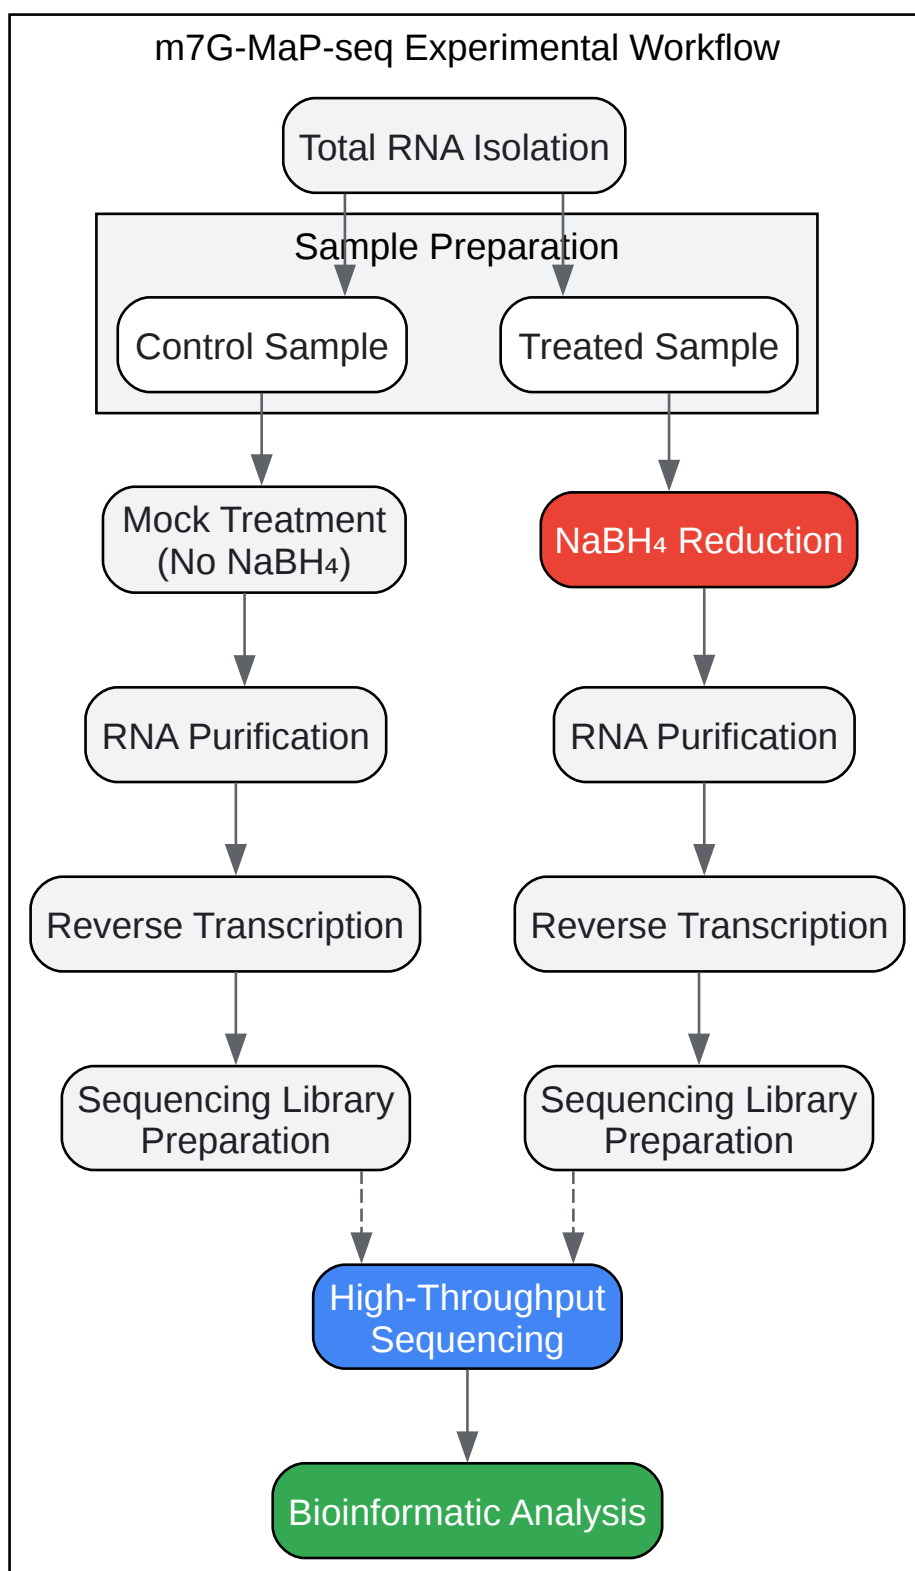 m7G-MaP-seq Experimental Workflow
Total RNA Isolation
Sample Preparation
Control Sample
Treated Sample
Mock Treatment
(No NaBH₄)
NaBH₄ Reduction
RNA Purification
RNA Purification
Reverse Transcription
Reverse Transcription
Sequencing Library
Preparation
Sequencing Library
Preparation
High-Throughput
Sequencing
Bioinformatic Analysis